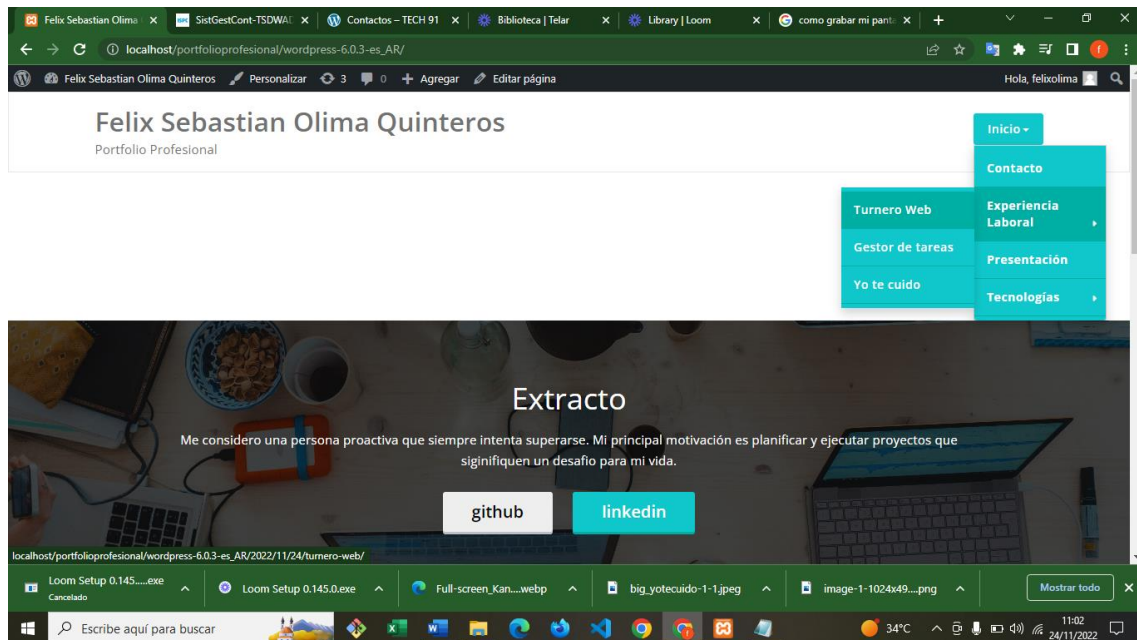 Felix Sebastian Olima
SistGestCont-TSDWAD
Contactos – TECH 91
Biblioteca | Telar
Library | Loom
como grabar mi panta
localhost/portfolioprofesional/wordpress-6.0.3-es_AR/
Felix Sebastian Olima Quinteros
Personalizar
3
0
Agregar
Editar página
Hola, felixolima
Felix Sebastian Olima Quinteros
Portfolio Profesional
Inicio
Contacto
Experiencia
Laboral
Presentación
Tecnologías
Turnero Web
Gestor de tareas
Yo te cuido
Extracto
Me considero una persona proactiva que siempre intenta superarse. Mi principal motivación es planificar y ejecutar proyectos que
siginifiquen un desafio para mi vida.
github
linkedin
localhost/portfolioprofesional/wordpress-6.0.3-es_AR/2022/11/24/turnero-web/
Loom Setup 0.145.....exe
Cancelado
Loom Setup 0.145.0.exe
Full-screen_Kan....webp
big_yotecuido-1-1.jpeg
image-1-1024x49....png
Mostrar todo
Escribe aquí para buscar
34°C
11:02
24/11/2022